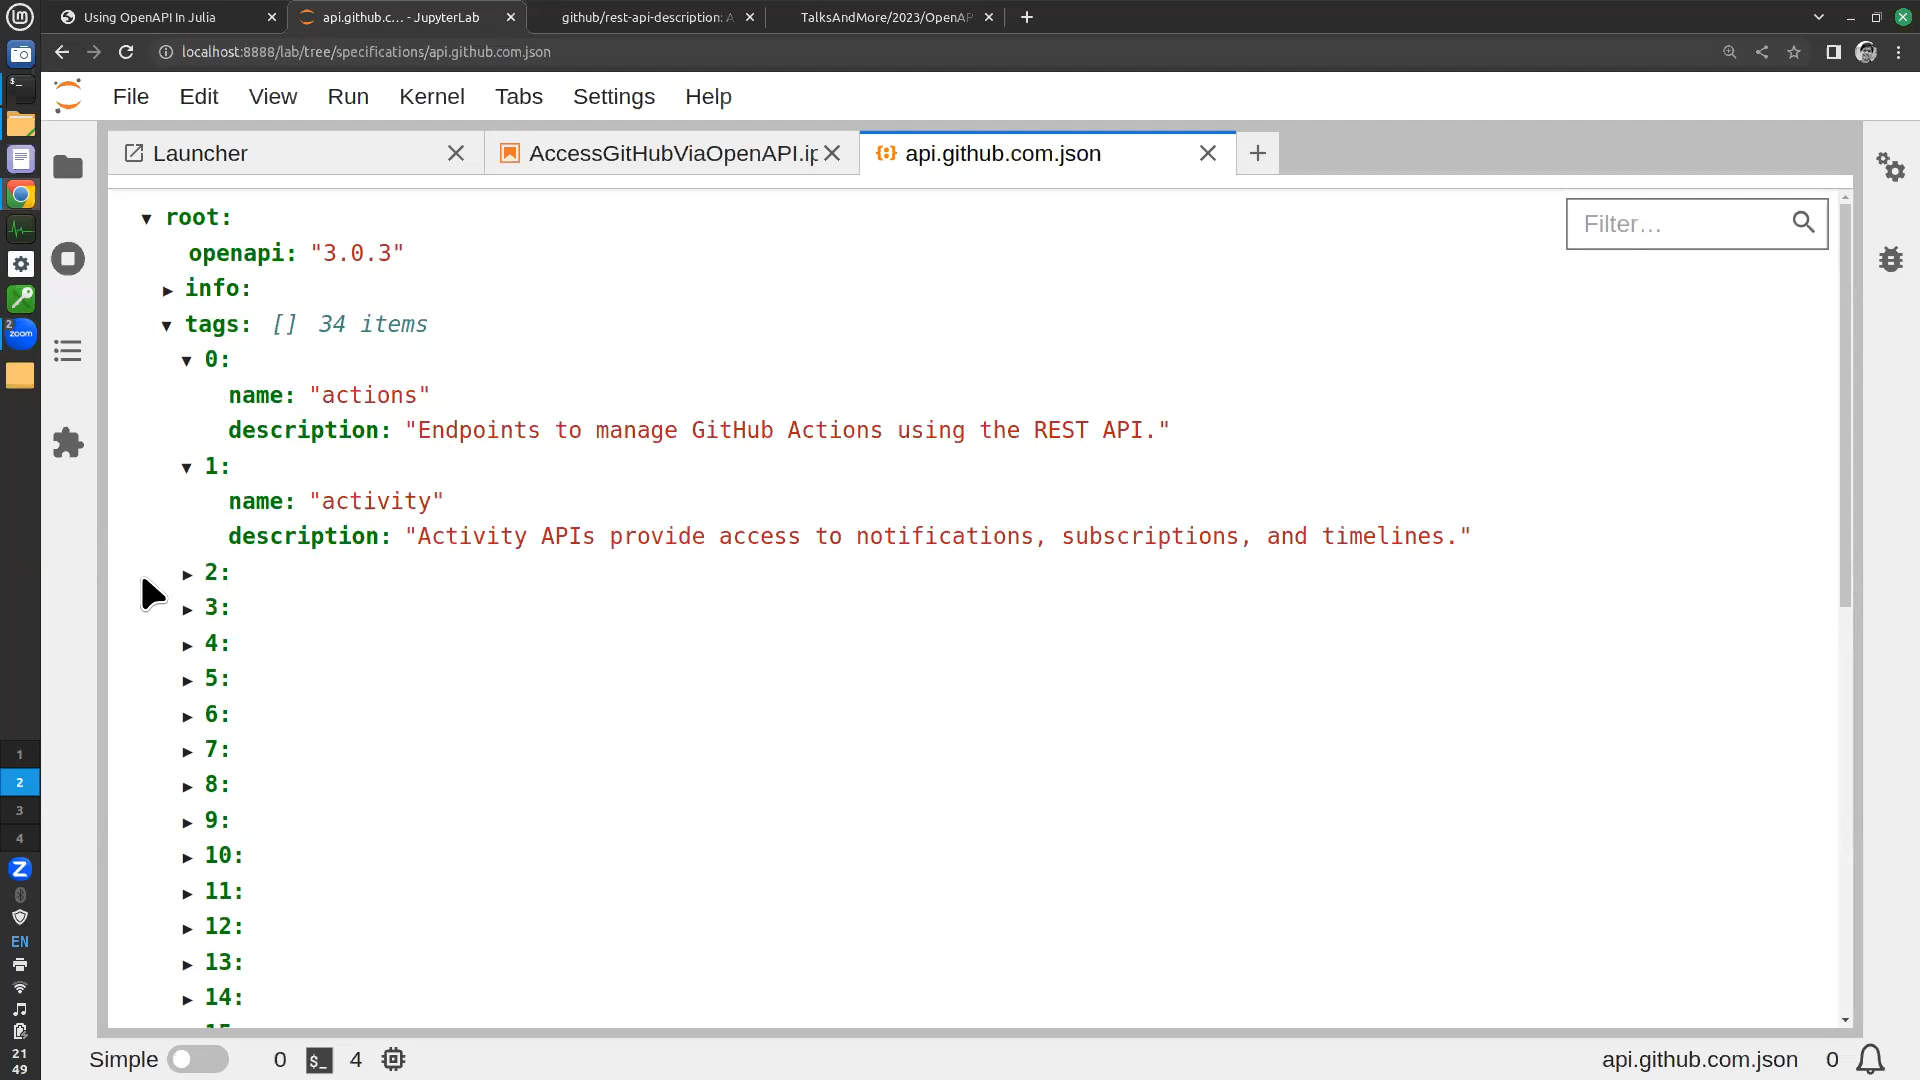 Using OpenAPI In Julia
api.github.c... - JupyterLab
github/rest-api-description: A
TalksAndMore/2023/OpenAP
localhost:8888/lab/tree/specifications/api.github.com.json
File Edit View Run Kernel Tabs Settings Help
Launcher
AccessGitHubViaOpenAPI.ip
api.github.com.json
Filter...
root:
openapi: "3.0.3"
info:
tags: [] 34 items
0:
name: "actions"
description: "Endpoints to manage GitHub Actions using the REST API."
1:
name: "activity"
description: "Activity APIs provide access to notifications, subscriptions, and timelines."
2:
3:
4:
5:
6:
7:
8:
9:
10:
11:
12:
13:
14:
Simple
0
$_
4
api.github.com.json
0
2
zoom
1
2
3
4
Z
EN
21
49